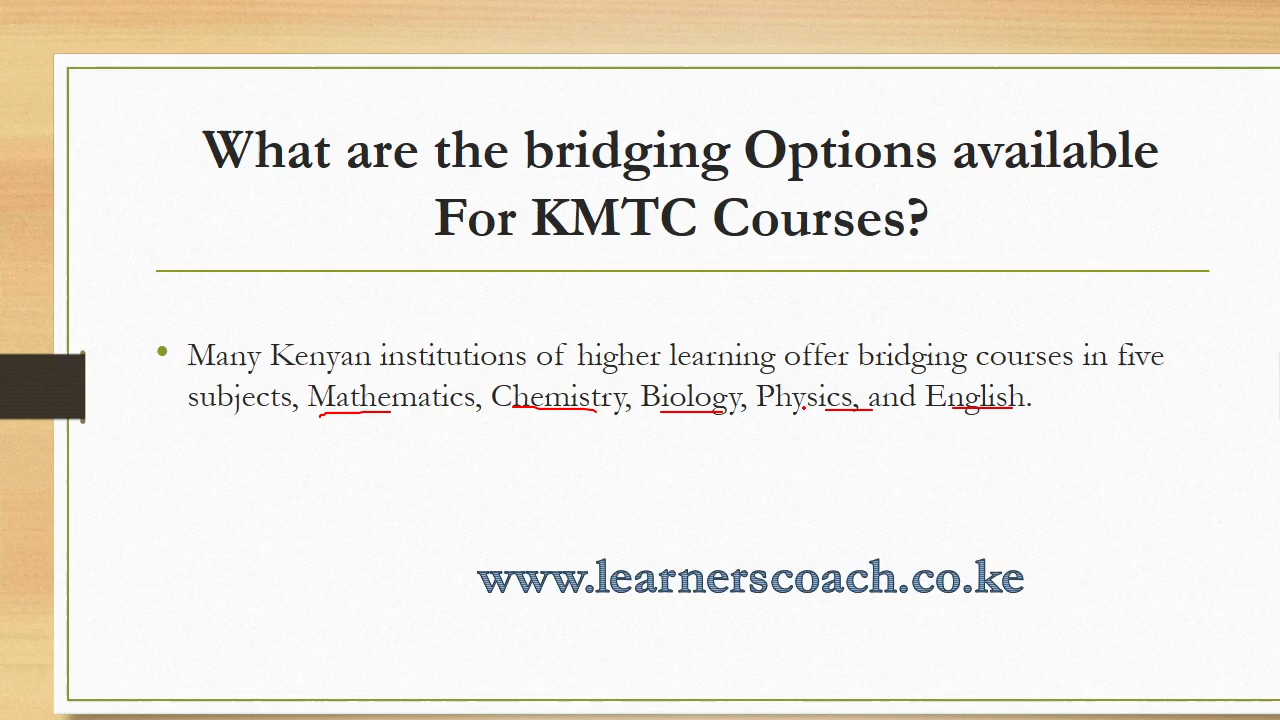 What are the bridging Options available
For KMTC Courses?
Many Kenyan institutions of higher learning offer bridging courses in five
subjects, Mathematics, Chemistry, Biology, Physics, and English.
www.learnerscoach.co.ke